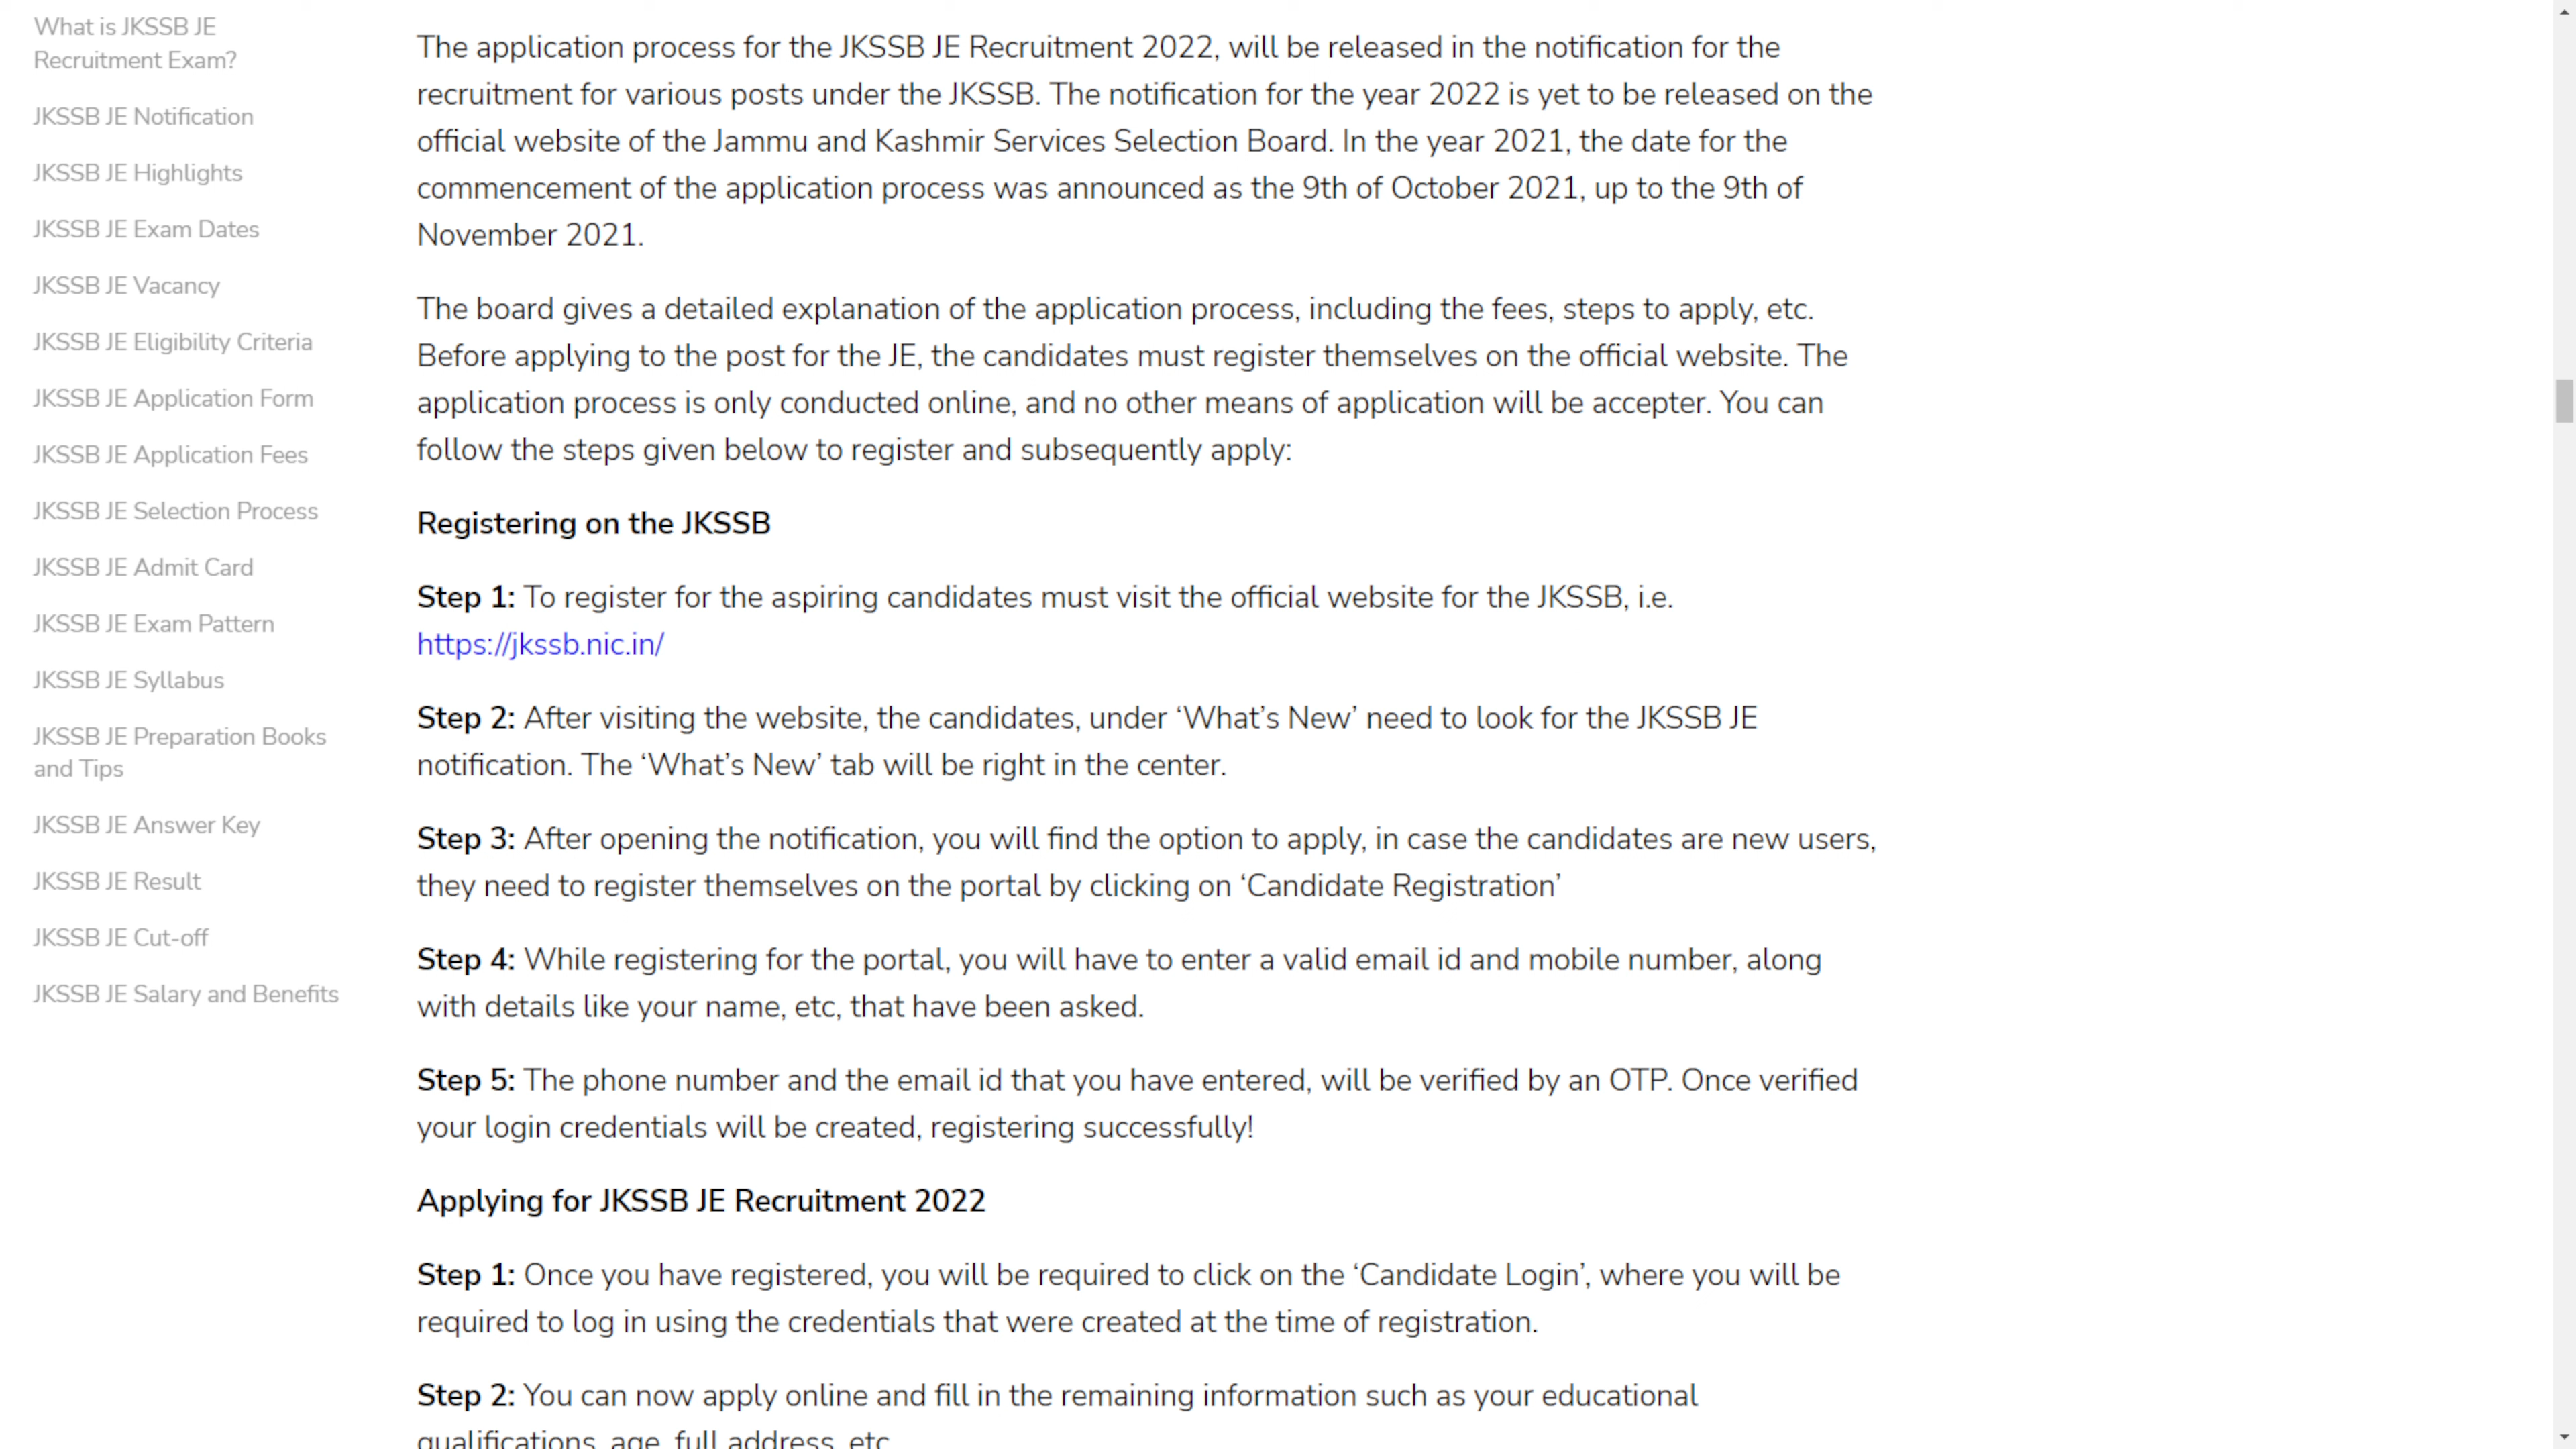 What is JKSSB JE
Recruitment Exam?
JKSSB JE Notification
JKSSB JE Highlights
JKSSB JE Exam Dates
JKSSB JE Vacancy
JKSSB JE Eligibility Criteria
JKSSB JE Application Form
JKSSB JE Application Fees
JKSSB JE Selection Process
JKSSB JE Admit Card
JKSSB JE Exam Pattern
JKSSB JE Syllabus
JKSSB JE Preparation Books
and Tips
JKSSB JE Answer Key
JKSSB JE Result
JKSSB JE Cut-off
JKSSB JE Salary and Benefits
The application process for the JKSSB JE Recruitment 2022, will be released in the notification for the
recruitment for various posts under the JKSSB. The notification for the year 2022 is yet to be released on the
official website of the Jammu and Kashmir Services Selection Board. In the year 2021, the date for the
commencement of the application process was announced as the 9th of October 2021, up to the 9th of
November 2021.
The board gives a detailed explanation of the application process, including the fees, steps to apply, etc.
Before applying to the post for the JE, the candidates must register themselves on the official website. The
application process is only conducted online, and no other means of application will be accepter. You can
follow the steps given below to register and subsequently apply:
Registering on the JKSSB
Step 1: To register for the aspiring candidates must visit the official website for the JKSSB, i.e.
https://jkssb.nic.in/
Step 2: After visiting the website, the candidates, under ‘What’s New’ need to look for the JKSSB JE
notification. The ‘What’s New’ tab will be right in the center.
Step 3: After opening the notification, you will find the option to apply, in case the candidates are new users,
they need to register themselves on the portal by clicking on ‘Candidate Registration’
Step 4: While registering for the portal, you will have to enter a valid email id and mobile number, along
with details like your name, etc, that have been asked.
Step 5: The phone number and the email id that you have entered, will be verified by an OTP. Once verified
your login credentials will be created, registering successfully!
Applying for JKSSB JE Recruitment 2022
Step 1: Once you have registered, you will be required to click on the ‘Candidate Login’, where you will be
required to log in using the credentials that were created at the time of registration.
Step 2: You can now apply online and fill in the remaining information such as your educational
qualifications, age, full address, etc